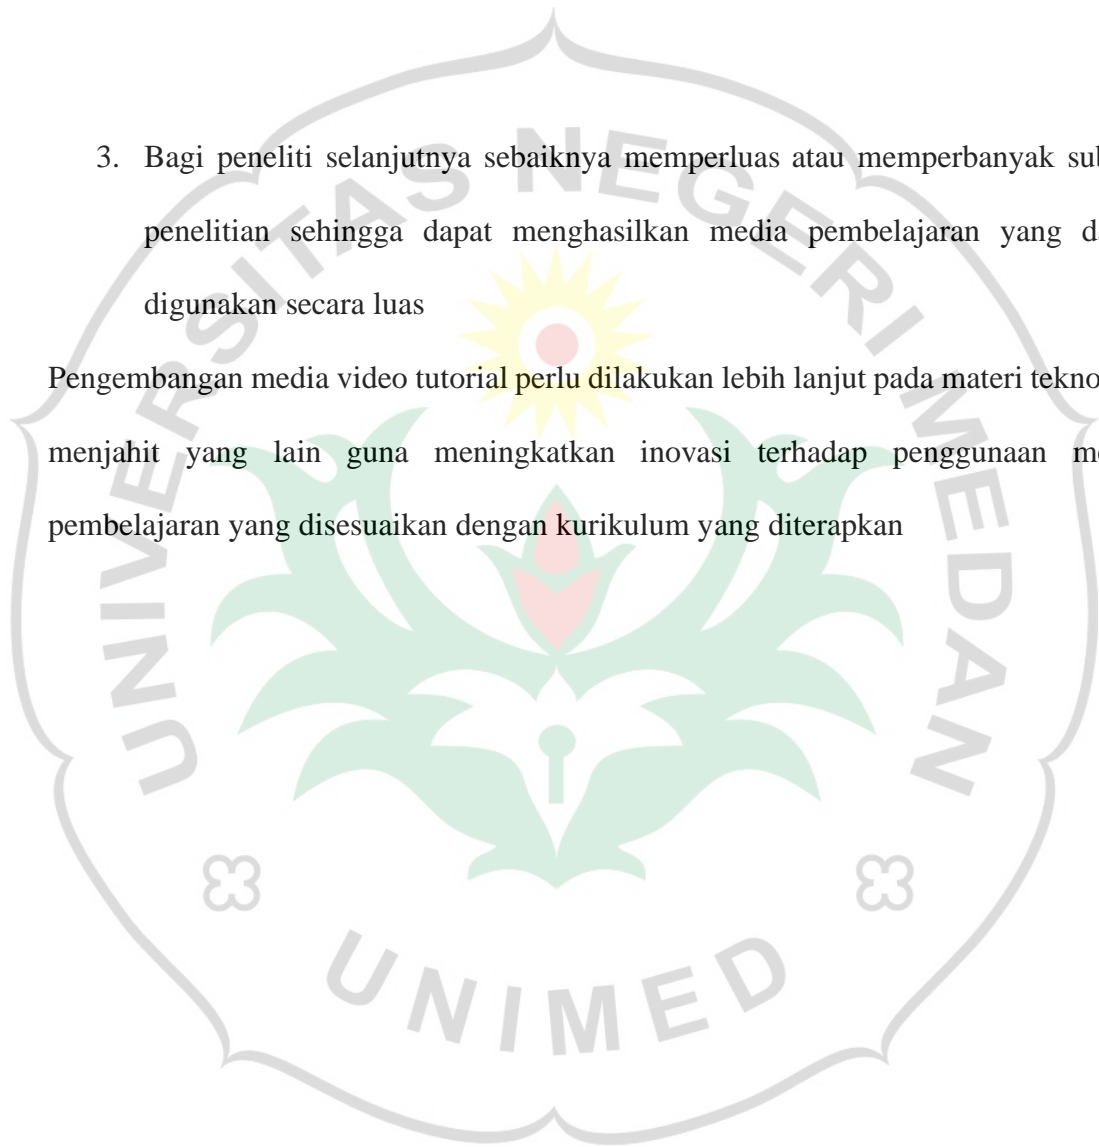 3. Bagi peneliti selanjutnya sebaiknya memperluas atau memperbanyak
penelitian sehingga dapat menghasilkan media pembelajaran yang
digunakan secara luas
Pengembangan media video tutorial perlu dilakukan lebih lanjut pada materi
menjahit yang lain guna meningkatkan inovasi terhadap penggunaan
pembelajaran yang disesuaikan dengan kurikulum yang diterapkan
UNIVERSITAS NEGERI MEDAN
UNIMED